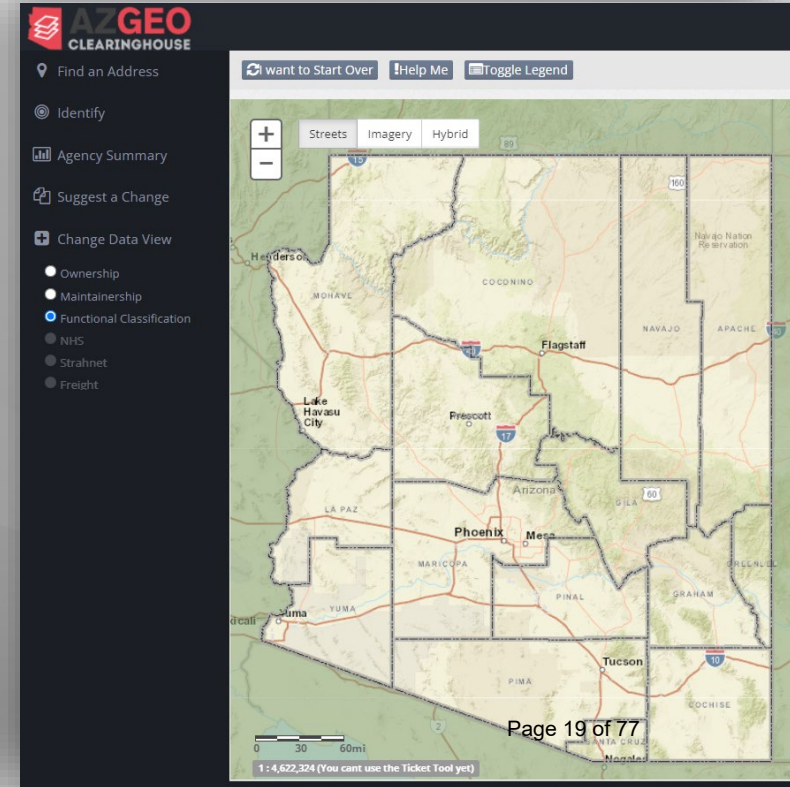 AZGEO
CLEARINGHOUSE
Find an Address
Identify
Agency Summary
Suggest a Change
Change Data View
Ownership
Maintainership
Functional Classification
NHS
Strahnet
Freight
I want to Start Over
!Help Me
Toggle Legend
+
Streets
Imagery
Hybrid
−
89
15
160
Navajo Nation
Reservation
Henderson
COCONINO
MOHAVE
NAVAJO
APACHE
40
Flagstaff
Lake
Havasu
City
Prescott
17
Arizona
60
GILA
LA PAZ
Phoenix
Mesa
MARICOPA
GREENLEE
PINAL
GRAHAM
YUMA
Yuma
dcali
Tucson
10
PIMA
COCHISE
2
Page 19 of 77
SANTA CRUZ
0 30 60mi
Nogales
1 : 4,622,324 (You cant use the Ticket Tool yet)